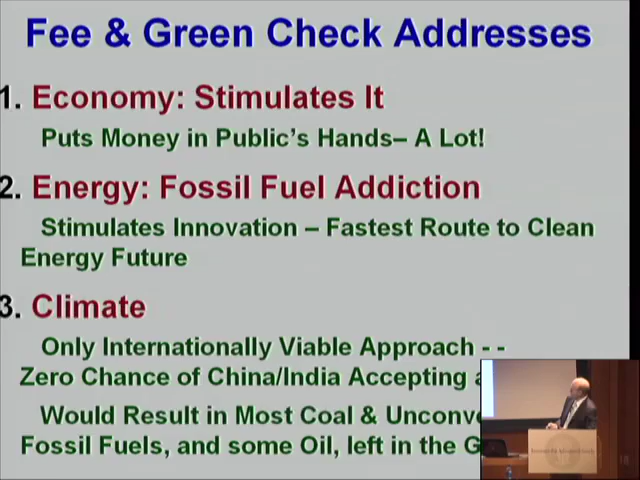 Fee & Green Check Addresses
1. Economy: Stimulates It
Puts Money in Public's Hands– A Lot!
2. Energy: Fossil Fuel Addiction
Stimulates Innovation – Fastest Route to Clean
Energy Future
3. Climate
Only Internationally Viable Approach - -
Zero Chance of China/India Accepting
Would Result in Most Coal &
Fossil Fuels, and some Oil, left in the